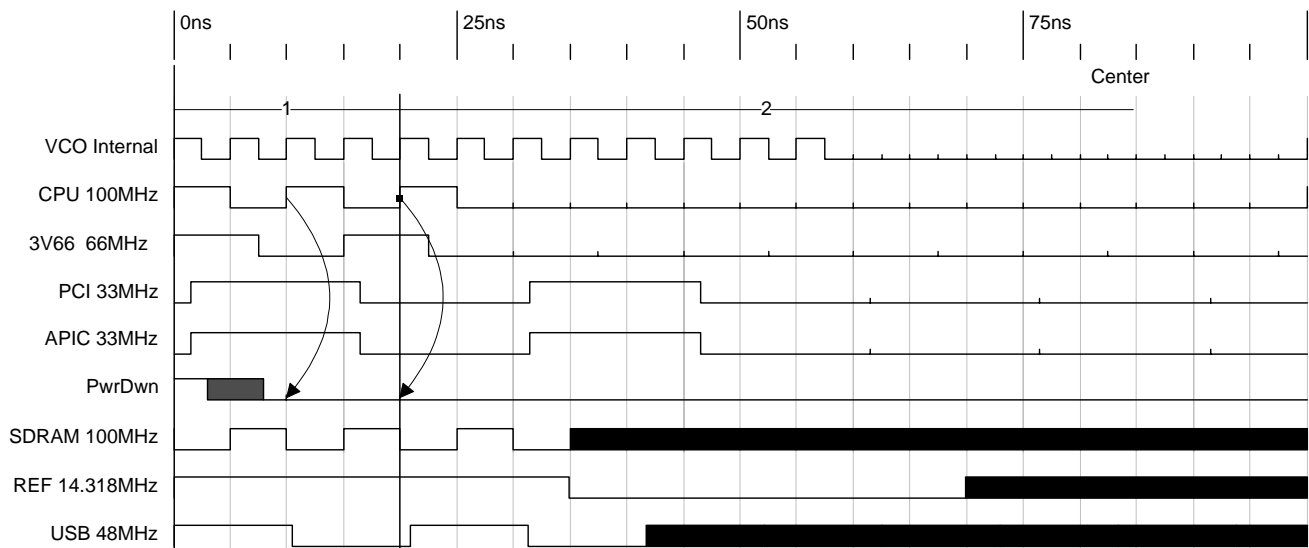 0ns 25ns 50ns 75ns
Center
1 2
VCO Internal
CPU 100MHz
3V66 66MHz
PCI 33MHz
APIC 33MHz
PwrDwn
SDRAM 100MHz
REF 14.318MHz
USB 48MHz